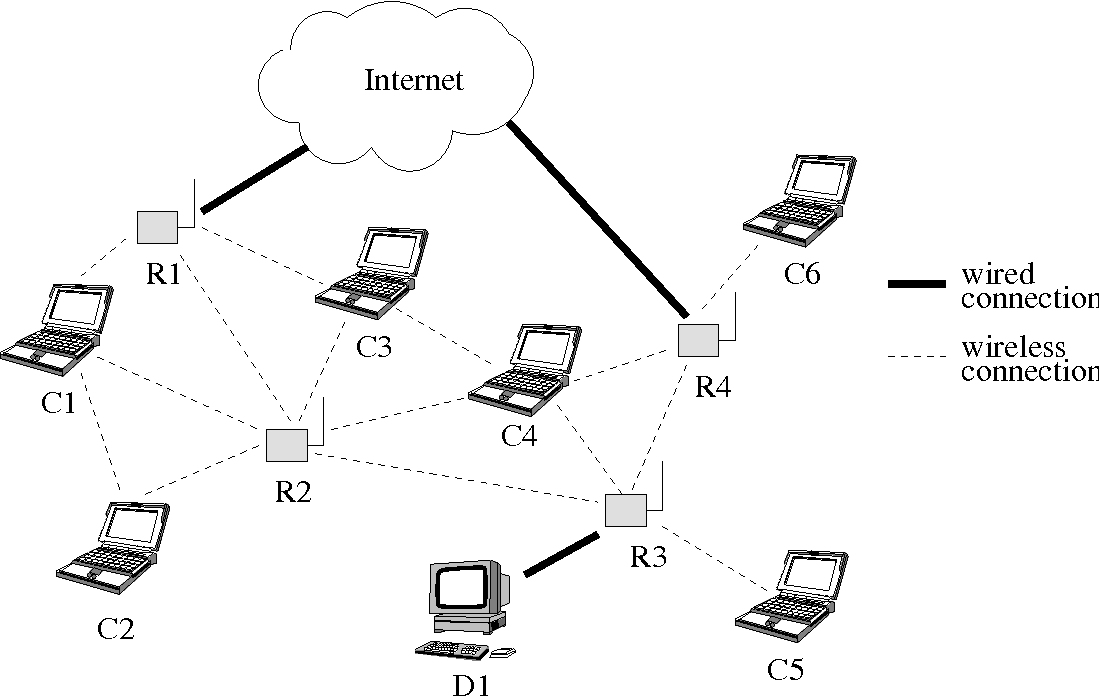 Internet
R1
C3
C6
wired
connection
C1
C4
R4
wireless
connection
R2
R3
C2
C5
D1